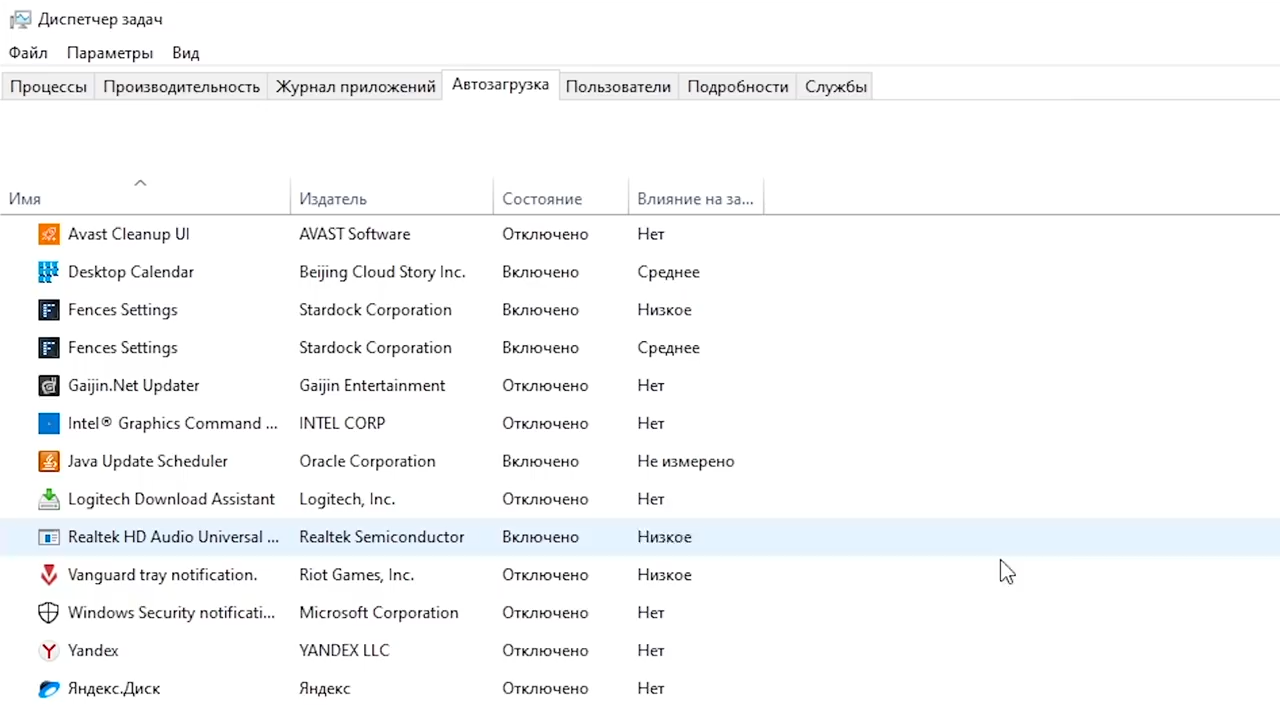 Диспетчер задач
Файл Параметры Вид
Процессы Производительность Журнал приложений Автозагрузка Пользователи Подробности Службы
Имя Издатель Состояние Влияние на за...
Avast Cleanup UI AVAST Software Отключено Нет
Desktop Calendar Beijing Cloud Story Inc. Включено Среднее
Fences Settings Stardock Corporation Включено Низкое
Fences Settings Stardock Corporation Включено Среднее
Gaijin.Net Updater Gaijin Entertainment Отключено Нет
Intel® Graphics Command ... INTEL CORP Отключено Нет
Java Update Scheduler Oracle Corporation Включено Не измерено
Logitech Download Assistant Logitech, Inc. Отключено Нет
Realtek HD Audio Universal ... Realtek Semiconductor Включено Низкое
Vanguard tray notification. Riot Games, Inc. Отключено Низкое
Windows Security notificati... Microsoft Corporation Отключено Нет
Yandex YANDEX LLC Отключено Нет
Яндекс.Диск Яндекс Отключено Нет